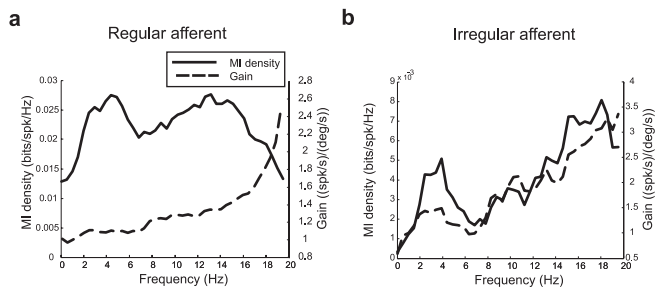 a
Regular afferent
MI density
Gain
MI density (bits/spk/Hz)
0.03
0.025
0.02
0.015
0.01
0.005
0
2.8
2.6
2.4
2.2
2
1.8
1.6
1.4
1.2
1
0.8
Gain ((spk/s)/(deg/s))
0 2 4 6 8 10 12 14 16 18 20
Frequency (Hz)
b
Irregular afferent
MI density (bits/spk/Hz)
9 × 10⁻³
8
7
6
5
4
3
2
1
0
4
3.5
3
2.5
2
1.5
1
0.5
Gain ((spk/s)/(deg/s))
0 2 4 6 8 10 12 14 16 18 20
Frequency (Hz)